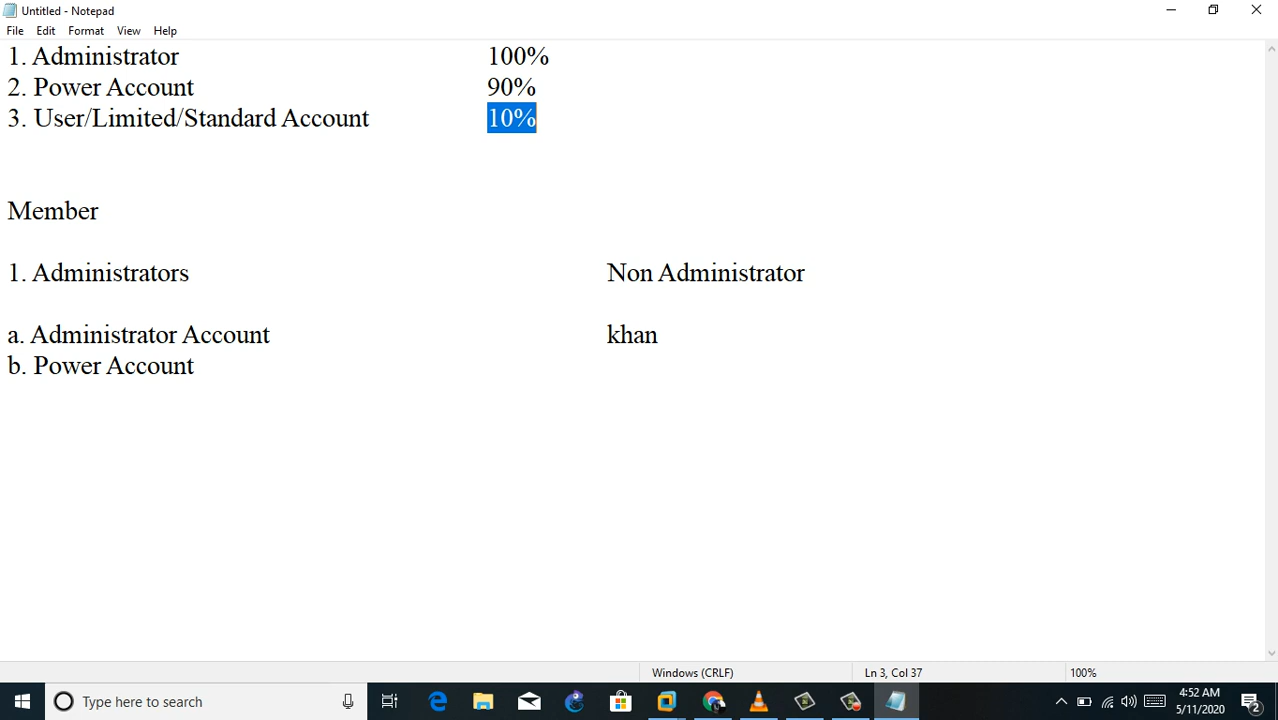 Untitled - Notepad
File Edit Format View Help
1. Administrator 100%
2. Power Account 90%
3. User/Limited/Standard Account 10%
Member
1. Administrators Non Administrator
a. Administrator Account khan
b. Power Account
Windows (CRLF) Ln 3, Col 37 100%
Type here to search 4:52 AM
5/11/2020 2